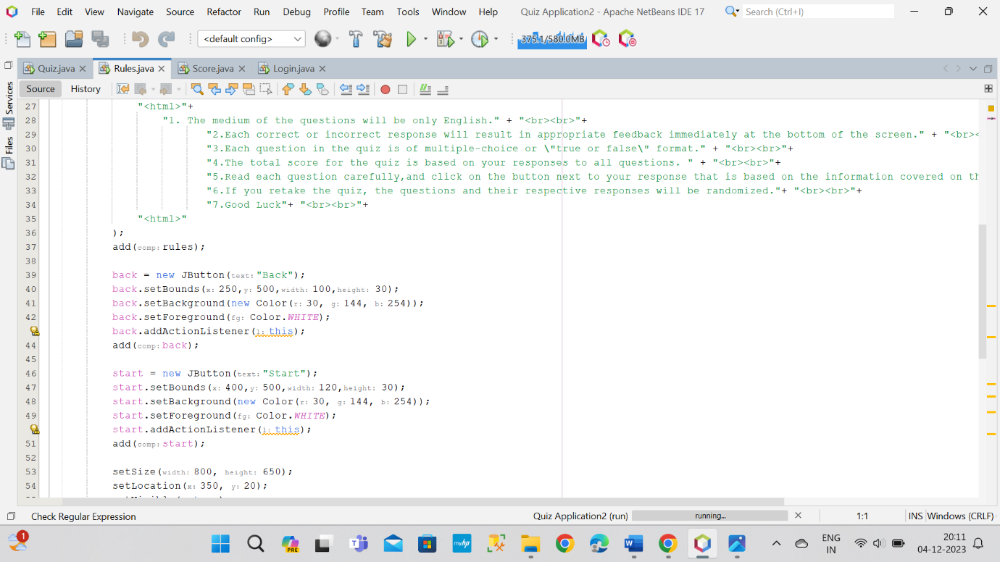 File Edit View Navigate Source Refactor Run Debug Profile Team Tools Window Help Quiz Application2 - Apache NetBeans IDE 17 Search (Ctrl+I)
<default config> 375.1/580.0MB
Quiz.java Rules.java Score.java Login.java
Source History
Services
Files
27 "<html>"+
28 "1. The medium of the questions will be only English." + "<br><br>"+
29 "2.Each correct or incorrect response will result in appropriate feedback immediately at the bottom of the screen." + "<br><
30 "3.Each question in the quiz is of multiple-choice or \"true or false\" format." + "<br><br>"+
31 "4.The total score for the quiz is based on your responses to all questions. " + "<br><br>"+
32 "5.Read each question carefully,and click on the button next to your response that is based on the information covered on th
33 "6.If you retake the quiz, the questions and their respective responses will be randomized."+ "<br><br>"+
34 "7.Good Luck"+ "<br><br>"+
35 "<html>"
36 );
37 add(comp: rules);
38
39 back = new JButton(text: "Back");
40 back.setBounds(x: 250,y: 500,width: 100,height: 30);
41 back.setBackground(new Color(r: 30, g: 144, b: 254));
42 back.setForeground(fg: Color.WHITE);
back.addActionListener(l: this);
44 add(comp: back);
45
46 start = new JButton(text: "Start");
47 start.setBounds(x: 400,y: 500,width: 120,height: 30);
48 start.setBackground(new Color(r: 30, g: 144, b: 254));
49 start.setForeground(fg: Color.WHITE);
start.addActionListener(l: this);
51 add(comp: start);
52
53 setSize(width: 800, height: 650);
54 setLocation(x: 350, y: 20);
Check Regular Expression Quiz Application2 (run) running... 1:1 INS Windows (CRLF)
1 PRE T myhp W ENG IN 20:11
04-12-2023